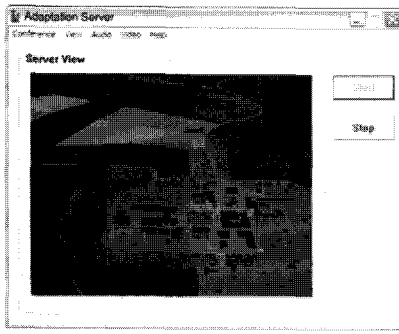 Adaptation Server
Conference View Audio Video Help
Server View
Start
Stop